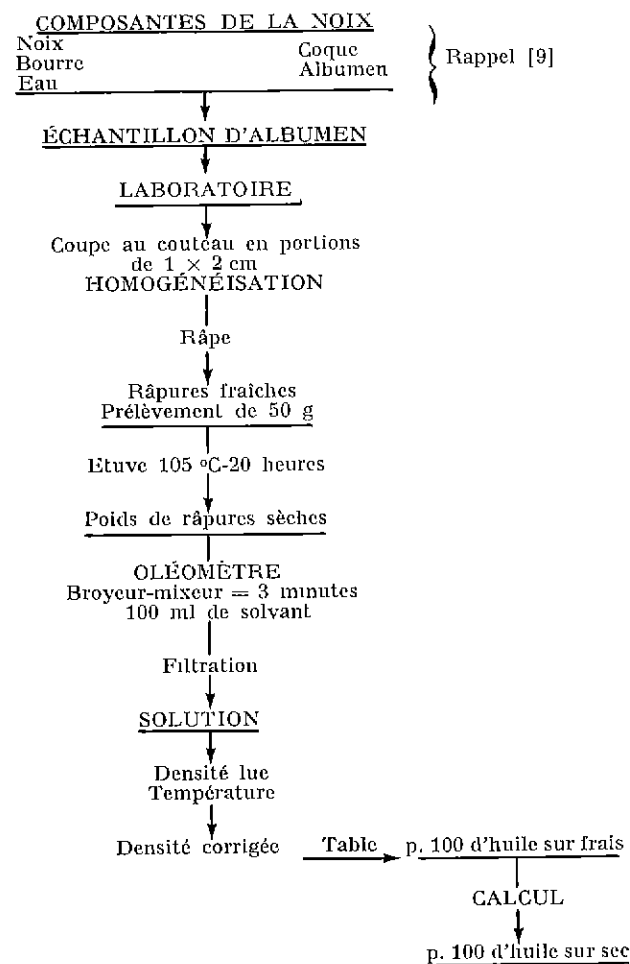 COMPOSANTES DE LA NOIX
Noix
Bourre
Eau
Coque
Albumen
Rappel [9]
ÉCHANTILLON D'ALBUMEN
LABORATOIRE
Coupe au couteau en portions
de 1 × 2 cm
HOMOGÉNÉISATION
Râpe
Râpures fraîches
Prélèvement de 50 g
Etuve 105 °C-20 heures
Poids de râpures sèches
OLÉOMÈTRE
Broyeur-mixeur = 3 minutes
100 ml de solvant
Filtration
SOLUTION
Densité lue
Température
Densité corrigée
Table
p. 100 d'huile sur frais
CALCUL
p. 100 d'huile sur sec